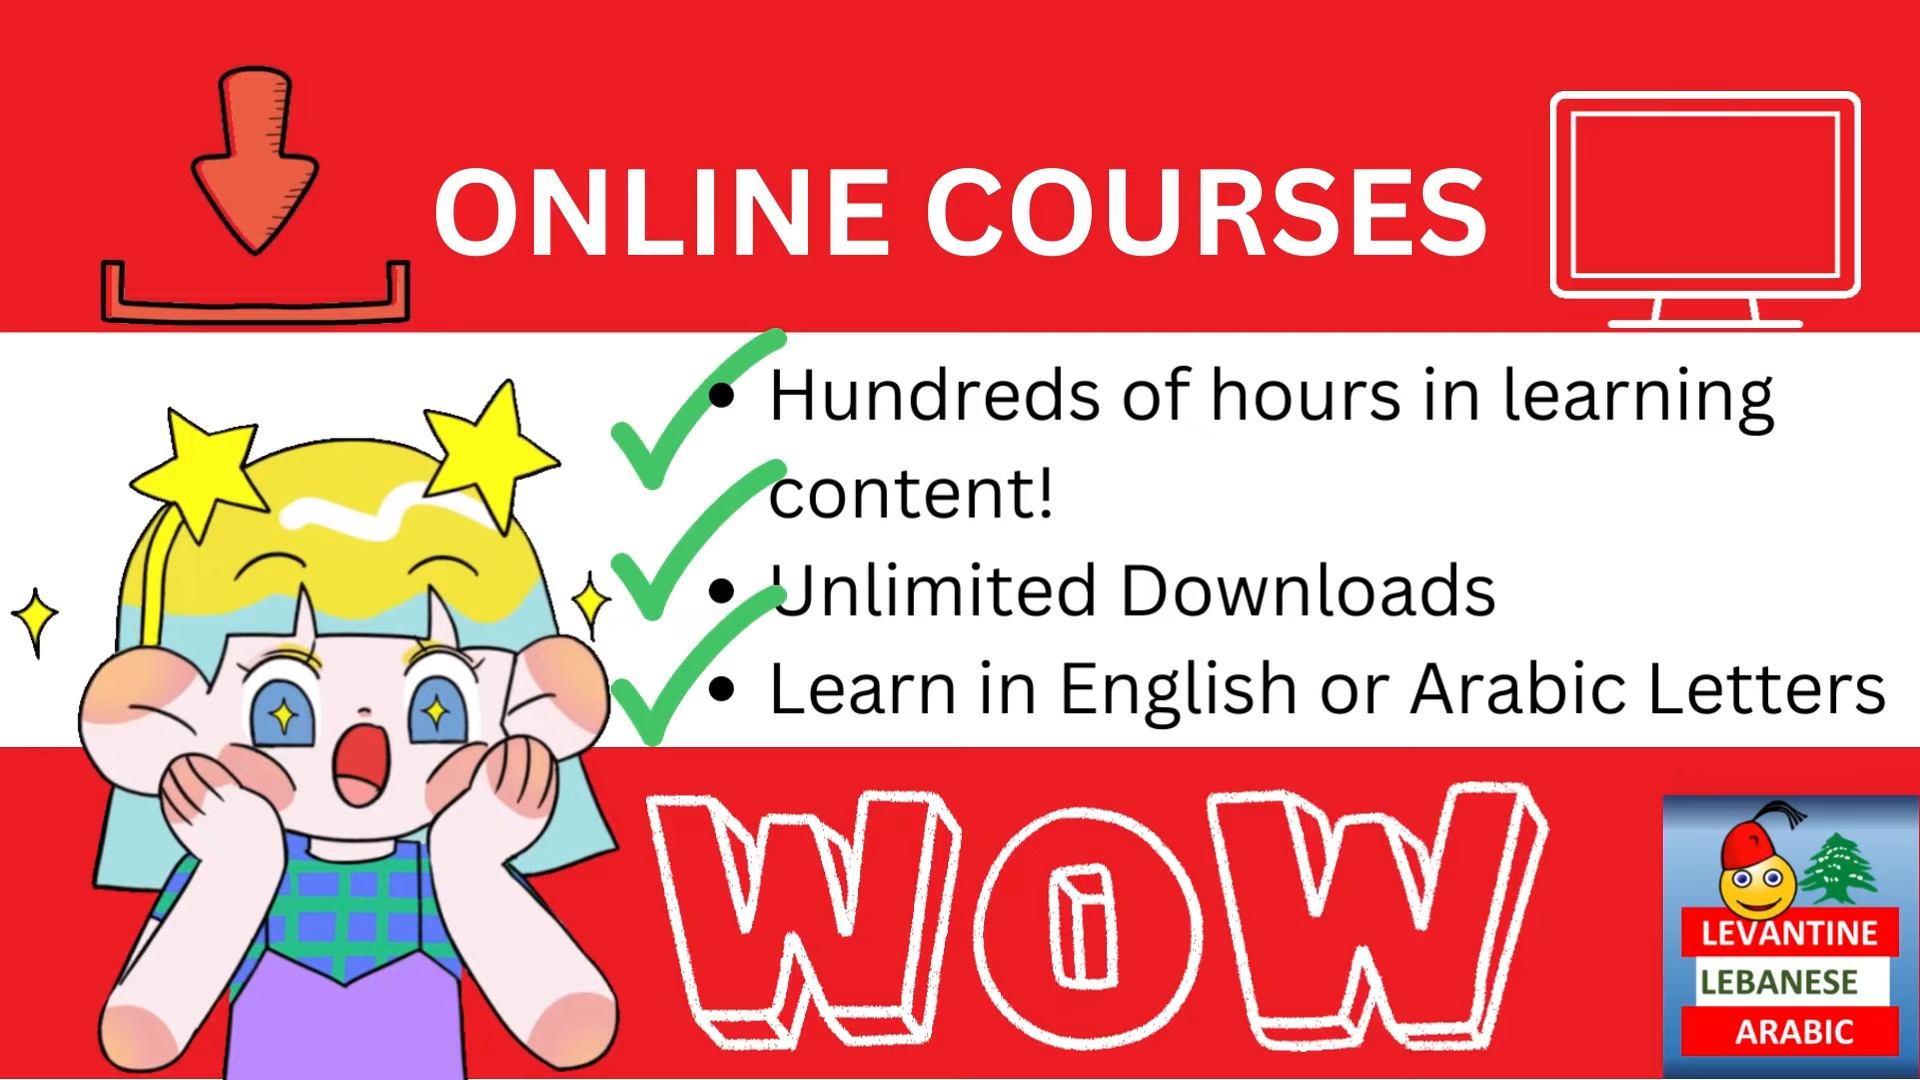 ONLINE COURSES
• Hundreds of hours in learning
content!
• Unlimited Downloads
• Learn in English or Arabic Letters
WOW
LEVANTINE
LEBANESE
ARABIC